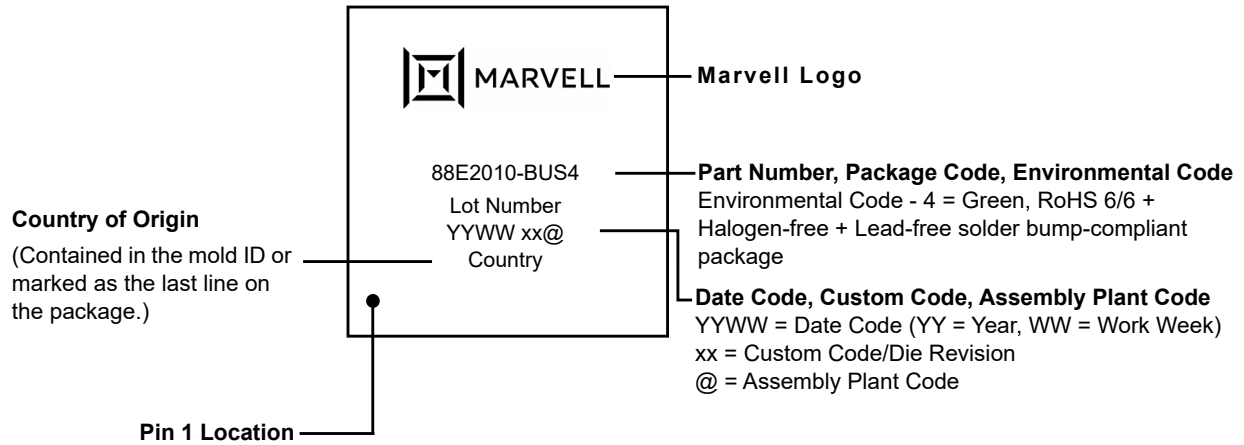 MARVELL
Marvell Logo
88E2010-BUS4
Part Number, Package Code, Environmental Code
Environmental Code - 4 = Green, RoHS 6/6 +
Halogen-free + Lead-free solder bump-compliant
package
Lot Number
YYWW xx@
Country
Country of Origin
(Contained in the mold ID or
marked as the last line on
the package.)
Date Code, Custom Code, Assembly Plant Code
YYWW = Date Code (YY = Year, WW = Work Week)
xx = Custom Code/Die Revision
@ = Assembly Plant Code
Pin 1 Location